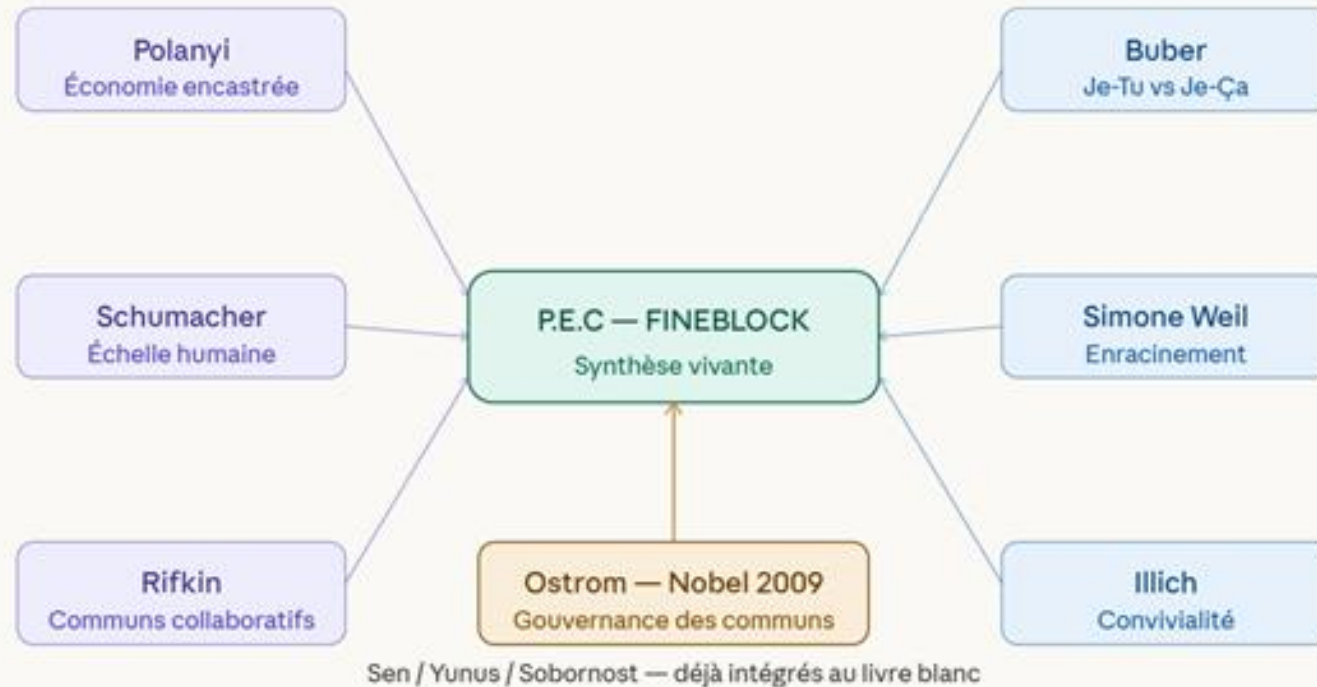 Polanyi
Économie encastrée
Buber
Je-Tu vs Je-Ça
Schumacher
Échelle humaine
P.E.C — FINEBLOCK
Synthèse vivante
Simone Weil
Enracinement
Rifkin
Communs collaboratifs
Ostrom — Nobel 2009
Gouvernance des communs
Illich
Convivialité
Sen / Yunus / Sobornost — déjà intégrés au livre blanc